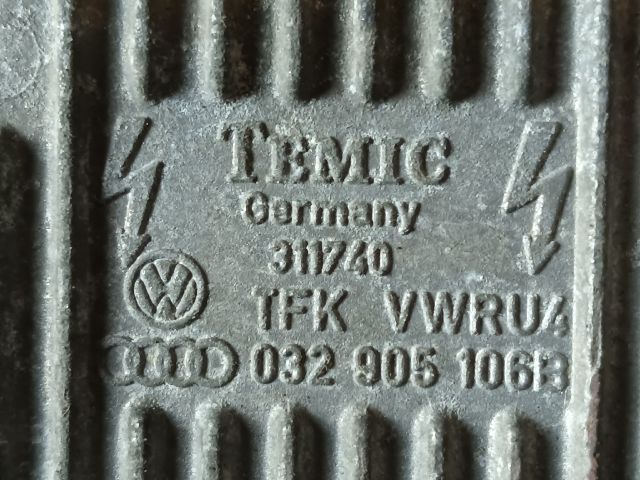 TEMIC
Germany
311740
TFK VWRU4
032 905 106B